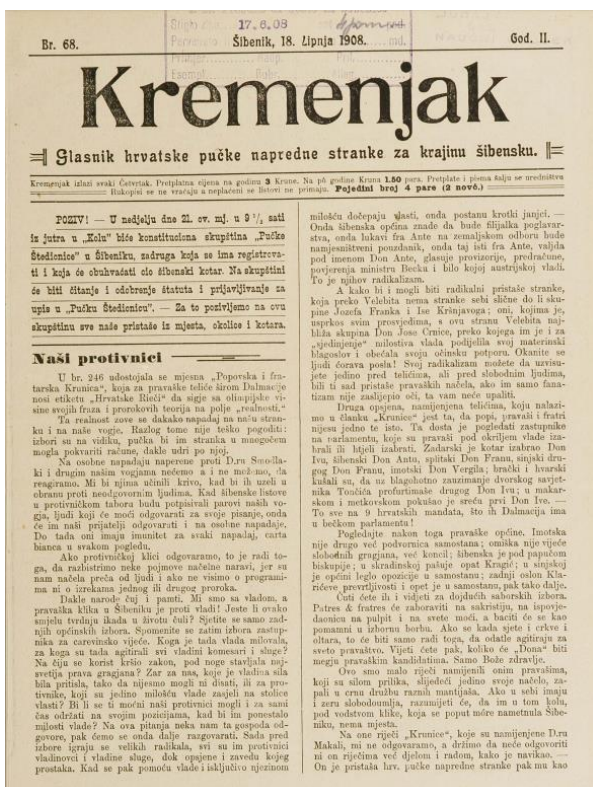 17.6.08
Br. 68.
Šibenik, 18. Lipnja 1908.
God. II.
Kremenjak
Glasnik hrvatske pučke napredne stranke za krajinu šibensku.
Kremenjak izlazi svaki Četvrtak. Pretplatna cijena na godinu 3 Krune. Na pô godine Kruna 1.50 para. Pretplate i pisma šalju se uredništvu
Rukopisi se ne vraćaju a neplaćeni se listovi ne primaju. Pojedini broj 4 pare (2 novč.)
POZIV! — U nedjelju dne 21. ov. mj. u 9 ½ sati
iz jutra u „Kolu" biće konstituciona skupština „Pučke
Štedionice" u Šibeniku, zadruga koja se ima registrova-
ti i koja će obuhvaćati cio šibenski kotar. Na skupštini
će biti čitanje i odobrenje štatuta i prijavljivanje za
upis u „Pučku Štedionicu". — Za to pozivljemo na ovu
skupštinu sve naše pristaše iz mjesta, okolice i kotara.
Naši protivnici
U br. 246 udostojala se mjesna „Popovska i fra-
tarska Krunica", koja za pravaške teliće širom Dalmacije
nosi etiketu „Hrvatske Rieči" da sigje sa olimpijske vi-
sine svojih fraza i prorokovih teorija na polje „realnosti."
Ta realnost zove se dakako napadaj na našu stran-
ku i na naše vogje. Razlog tome nije teško pogoditi:
izbori su na vidiku, pučka bi im stranka u mnogočem
mogla pokvariti račune, dakle udri po njoj.
Na osobne napadaje naprene proti D.ru Smodla-
ki i drugim našim vogjama nećemo a i ne možemo, da
reagiramo. Mi bi njima učinili krivo, kad bi ih uzeli u
obranu proti neodgovornim ljudima. Kad šibenske listove
u protivničkom taboru budu potpisivali parovi naših vo-
gja, ljudi koji će moći odgovarati za svoje pisanje, onda
će im naši prijatelji odgovarati i na osobne napadaje.
Do tada oni imaju imunitet za svaki napadaj, carta
bianca u svakom pogledu.
Ako protivničkoj klici odgovaramo, to je radi to-
ga, da razbistrimo neke pojmove načelne naravi, jer su
nam načela preča od ljudi i ako ne visimo o programi-
ma ni o izrekama jednog ili drugog proroka.
Dakle narode čuj i pamti. Mi smo sa vladom, a
pravaška klika u Šibeniku je proti vladi! Jeste li ovako
smjelu tvrdnju ikada u životu čuli? Sjetite se samo zad-
njih općinskih izbora. Spomenite se zatim izbora zastup-
nika za carevinsko vijeće. Koga je tada vlada milovala,
za koga su tada agitirali svi vladini komesari i sluge?
Na čiju se korist kršio zakon, pod noge stavljala naj-
svetija prava gragjana? Zar za nas, koje je vladina sila
bila pritisla, tako da nijesmo mogli ni disati, ili za pro-
tivnike, koji su jedino milošću vlade zasjeli na stolice
vlasti? Bi li se ti moćni naši protivnici mogli i za sami
čas održati na svojim pozicijama, kad bi im ponestalo
milosti vlade? Na ova pitanja neka nam ta gospoda od-
govore, pak ćemo se onda dalje razgovarati. Sada pred
izbore igraju se velikih radikala, svi su im protivnici
vladinovci i vladine sluge, dok opsjene i zavedu kojeg
prostaka. Kad se pak pomoću vlade i isključivo njezinom
milošću dočepaju vlasti, onda postanu krotki janjci. —
Onda šibenska općina znade da bude filijalka poglavar-
stva, onda lukavi fra Ante na zemaljskom odboru bude
namjesništveni pouzdanik, onda taj isti fra Ante, valjda
pod imenom Don Ante, glasuje provizorije, predračune,
povjerenja ministru Becku i bilo kojoj austrijskoj vladi.
To je njihov radikalizam.
A kako bi i mogli biti radikalni pristaše stranke,
koja preko Velebita nema stranke sebi slične do li sku-
pine Jozefa Franka i Ise Kršnjavoga; oni, kojima je,
usprkos svim prosvjedima, s ovu stranu Velebita naj-
bliža skupina Don Jose Crnice, preko kojega im je i za
„sjedinjenje" milostiva vlada podijelila svoj materinski
blagoslov i obećala svoju očinsku potporu. Okanite se
ljudi ćorava posla! Svoj radikalizam možete da uzvisu-
jete jedino pred telićima, ali pred slobodnim ljudima,
bili ti sad pristaše pravaških načela, ako im samo fana-
tizam nije zaslijepio oči, ta vam neće upaliti.
Druga opsjena, namijenjena telićima, koju nalazi-
mo u članku „Krunice" jest ta, da popi, pravaši i fratri
nijesu jedno te isto. Ta dosta je pogledati zastupnike
na parlamentu, koje su pravaši pod okriljem vlade iza-
brali ili htjeli izabrati. Zadarski je kotar izabrao Don
Ivu, šibenski Don Antu, splitski Don Franu, sinjski dru-
gog Don Franu, imotski Don Vergila; brački i hvarski
kušali su, da uz blagohotno zauzimanje dvorskog savjet-
nika Tončića profurtimaše drugog Don Ivu; u makar-
skom i metkovskom pokušao je sreću prvi Don Ive. —
To sve na 9 hrvatskih mandata, što ih Dalmacija ima
u bečkom parlamentu!
Pogledajte nakon toga pravaške općine. Imotska
nije drugo već podvornica samostana; omiška nije vijeće
slobodnih gragjana, već koncil; šibenska je pod papučom
biskupije; u skradinskoj pašuje opat Kragić; u sinjskoj
je općini leglo opozicije u samostanu; zadnji oslon Kla-
rićeve prevrtljivosti i opet je u samostanu, pak tako dalje.
Čuti ćete ih i vidjeti za dojdućih saborskih izbora.
Patres & fratres će zaboraviti na sakristiju, na ispovje-
daonicu na pulpit i na svete moći, a baciti će se kao
pomamni u izbornu borbu. Ako se kada sjete i crkve i
oltara, to će biti samo radi toga, da odatle agitiraju za
sveto pravaštvo. Vijeti ćete pak, koliko će „Dona" biti
megju pravaškim kandidatima. Samo Bože zdravlje.
Ovo smo malo riječi namijenili onim pravašima,
koji su silom prilika, slijedeći jedino svoje načelo, za-
pali u crnu družbu raznih mantijaša. Ako u sebi imaju
i zeru slobodoumlja, razumijeti će, da im u tom kolu,
pod vodstvom klike, koja se poput môre nametnula Šibe-
niku, nema mjesta.
Na one riječi „Krunice", koje su namijenjene D.ru
Makali, mi ne odgovaramo, a držimo da neće odgovoriti
ni on riječima već djelom i radom, kako je navikao. —
On je pristaša hrv. pučke napredne stranke pak mu kao